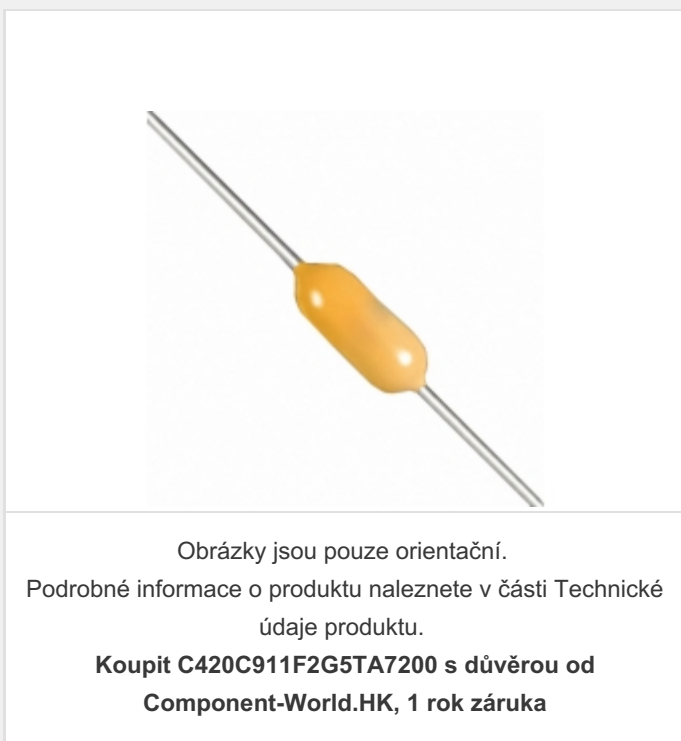 Obrázky jsou pouze orientační.
Podrobné informace o produktu naleznete v části Technické
údaje produktu.
Koupit C420C911F2G5TA7200 s důvěrou od
Component-World.HK, 1 rok záruka